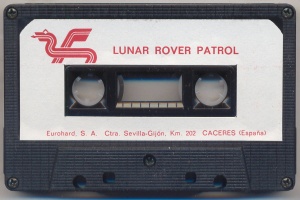 LUNAR ROVER PATROL
Eurohard, S. A. Ctra. Sevilla-Gijón, Km. 202 CACERES (España)